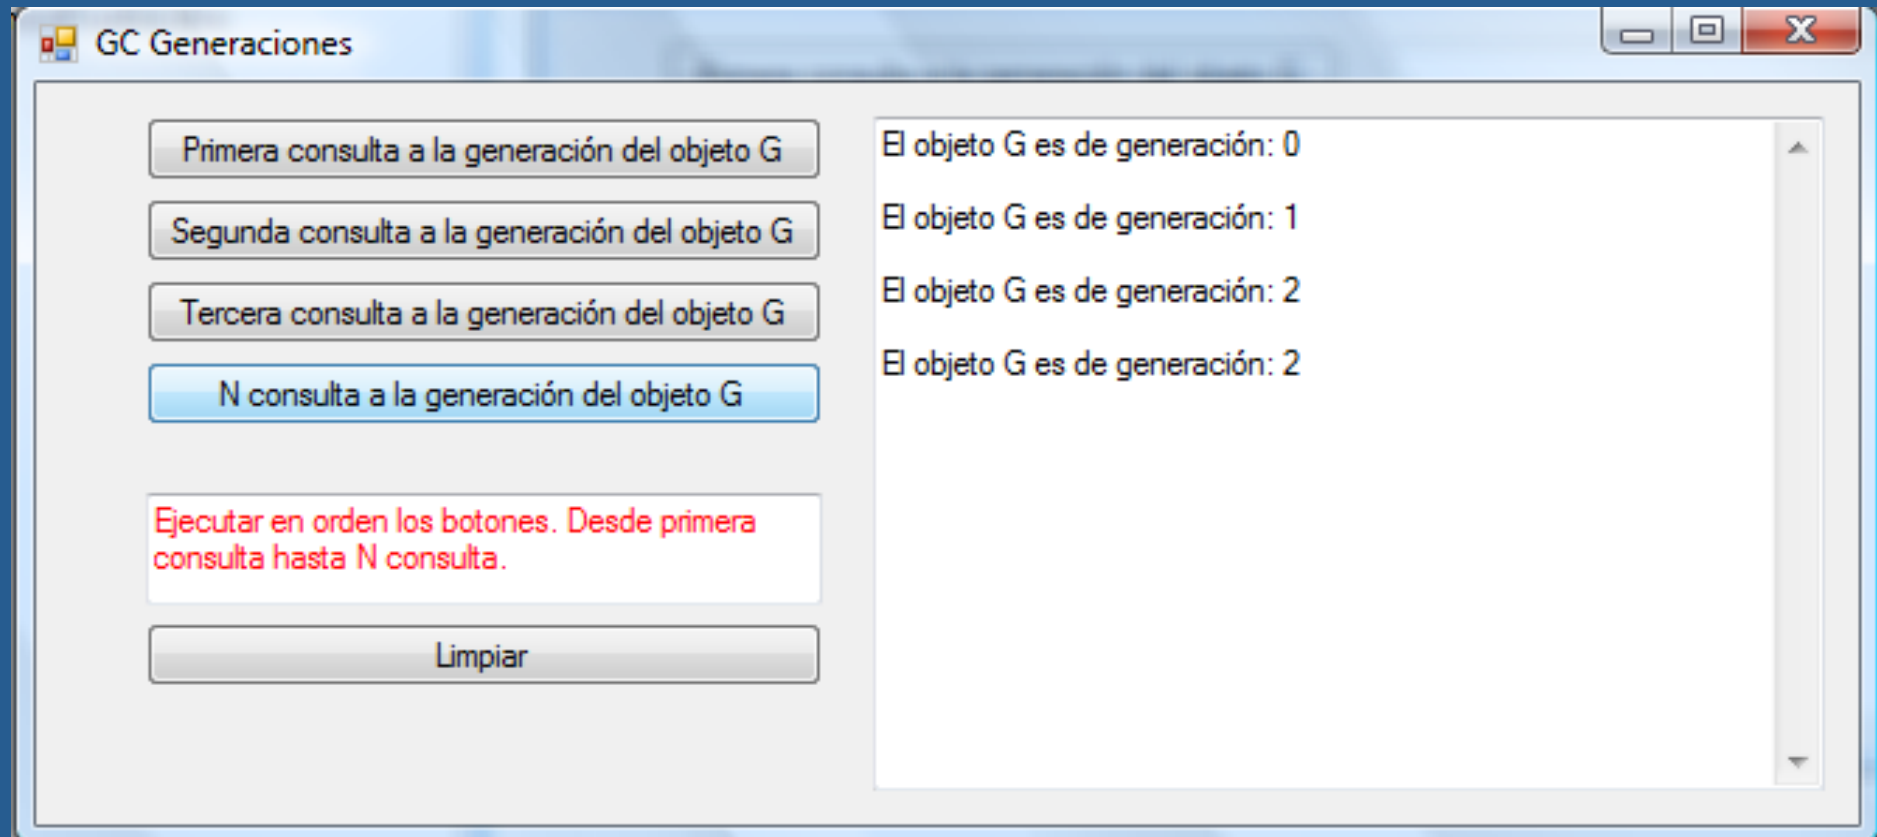 GC Generaciones
Primera consulta a la generación del objeto G
Segunda consulta a la generación del objeto G
Tercera consulta a la generación del objeto G
N consulta a la generación del objeto G
Ejecutar en orden los botones. Desde primera
consulta hasta N consulta.
Limpiar
El objeto G es de generación: 0
El objeto G es de generación: 1
El objeto G es de generación: 2
El objeto G es de generación: 2